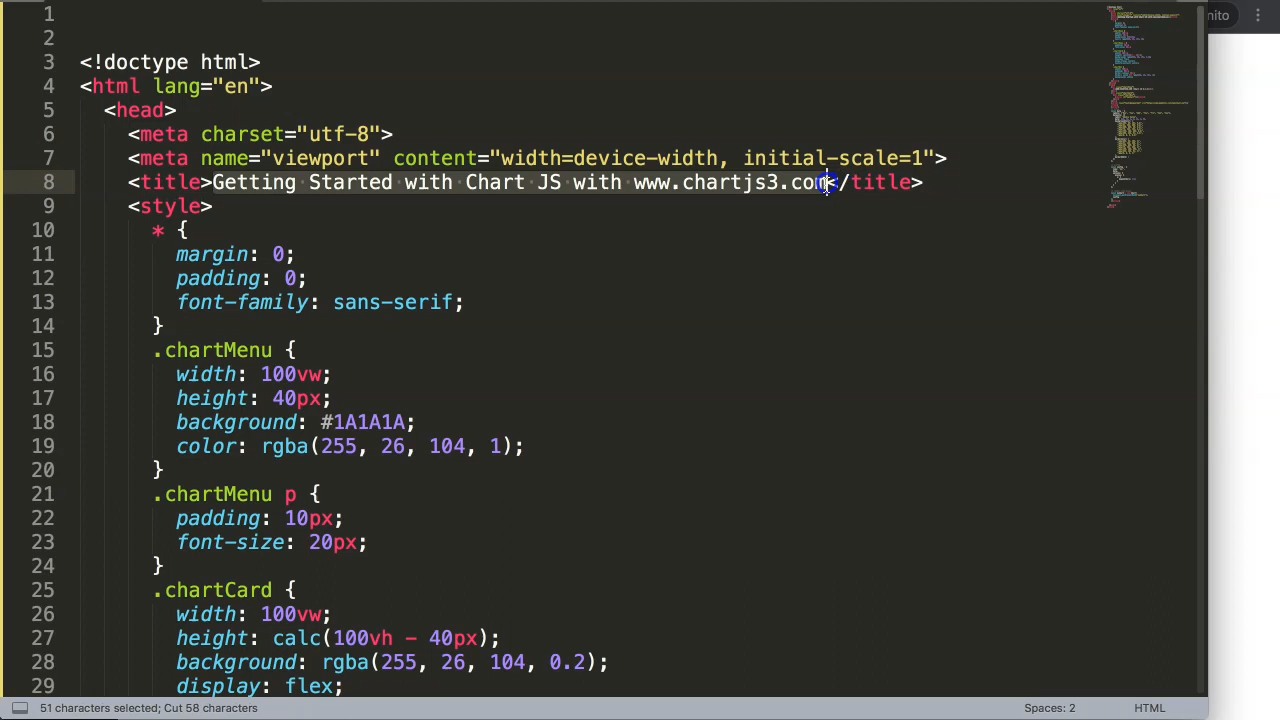 nito
1
2
3 <!doctype html>
4 <html lang="en">
5 <head>
6 <meta charset="utf-8">
7 <meta name="viewport" content="width=device-width, initial-scale=1">
8 <title>Getting Started with Chart JS with www.chartjs3.com</title>
9 <style>
10 * {
11 margin: 0;
12 padding: 0;
13 font-family: sans-serif;
14 }
15 .chartMenu {
16 width: 100vw;
17 height: 40px;
18 background: #1A1A1A;
19 color: rgba(255, 26, 104, 1);
20 }
21 .chartMenu p {
22 padding: 10px;
23 font-size: 20px;
24 }
25 .chartCard {
26 width: 100vw;
27 height: calc(100vh - 40px);
28 background: rgba(255, 26, 104, 0.2);
29 display: flex;
51 characters selected; Cut 58 characters
Spaces: 2
HTML